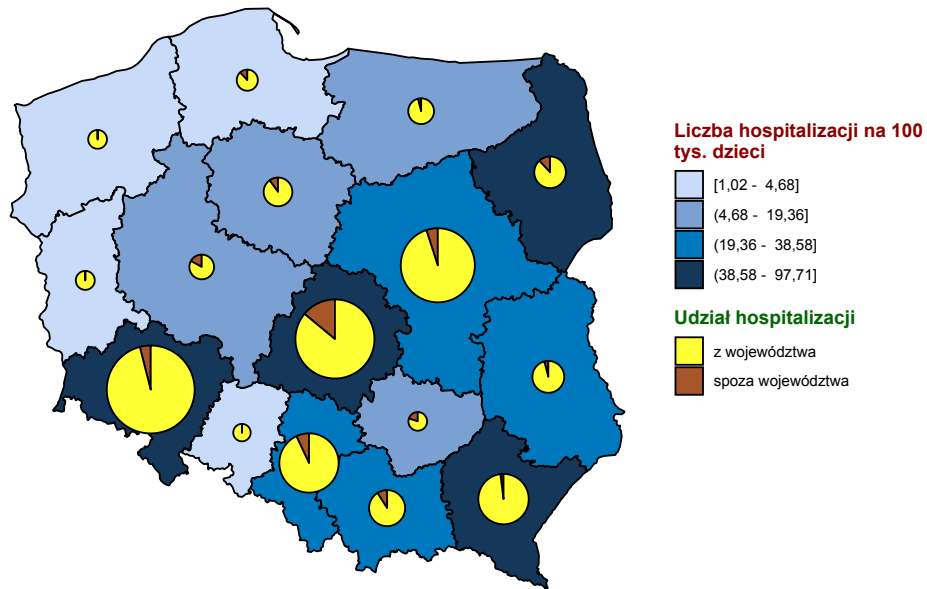 Liczba hospitalizacji na 100
tys. dzieci
[1,02 - 4,68]
(4,68 - 19,36]
(19,36 - 38,58]
(38,58 - 97,71]
Udział hospitalizacji
z województwa
spoza województwa